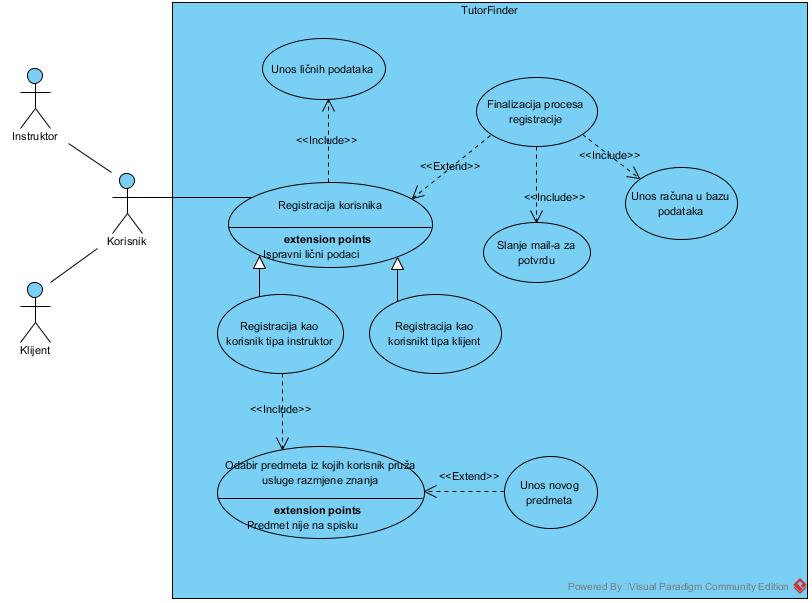 TutorFinder
Unos ličnih podataka
Finalizacija procesa
registracije
Instruktor
<<Include>>
<<Extend>>
<<Include>>
<<Include>>
Korisnik
Registracija korisnika
extension points
Ispravni lični podaci
Unos računa u bazu
podataka
Slanje mail-a za
potvrdu
Klijent
Registracija kao
korisnik tipa instruktor
Registracija kao
korisnikt tipa klijent
<<Include>>
Odabir predmeta iz kojih korisnik pruža
usluge razmjene znanja
extension points
Predmet nije na spisku
<<Extend>>
Unos novog
predmeta
Powered By Visual Paradigm Community Edition